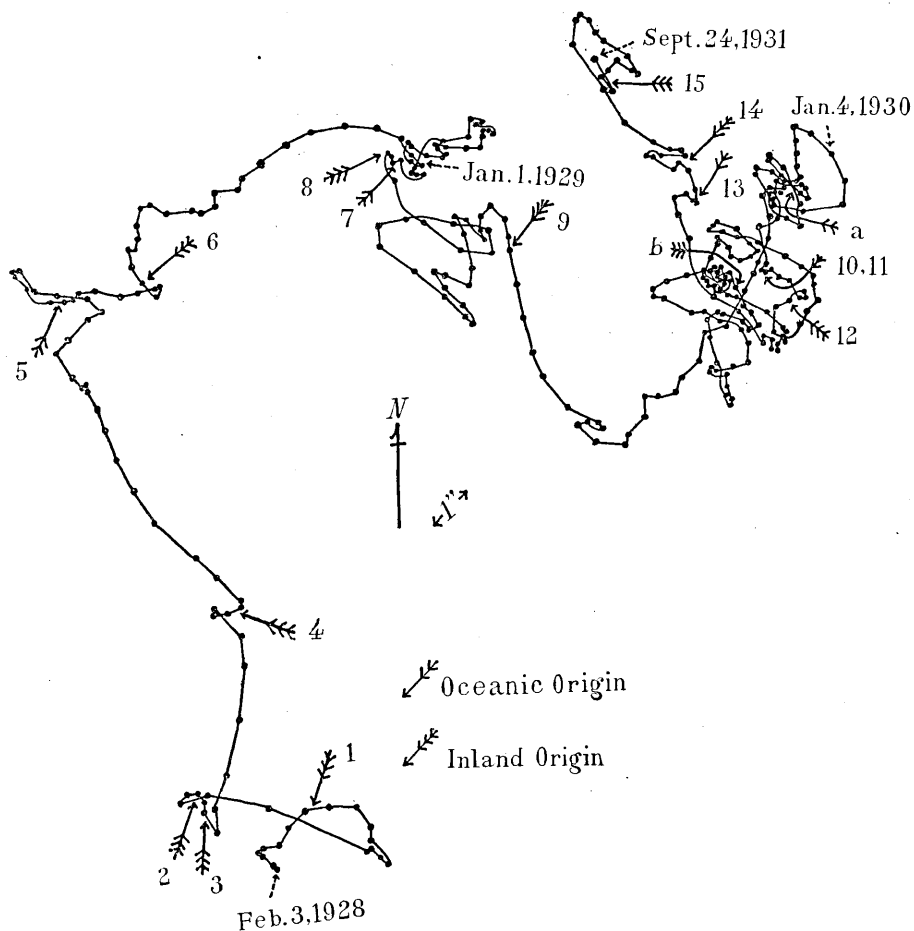 Sept. 24, 1931
15
Jan. 4, 1930
14
8
Jan. 1. 1929
13
7
9
a
6
b
10, 11
12
5
N
1"
4
Oceanic Origin
1
Inland Origin
2
3
Feb. 3, 1928